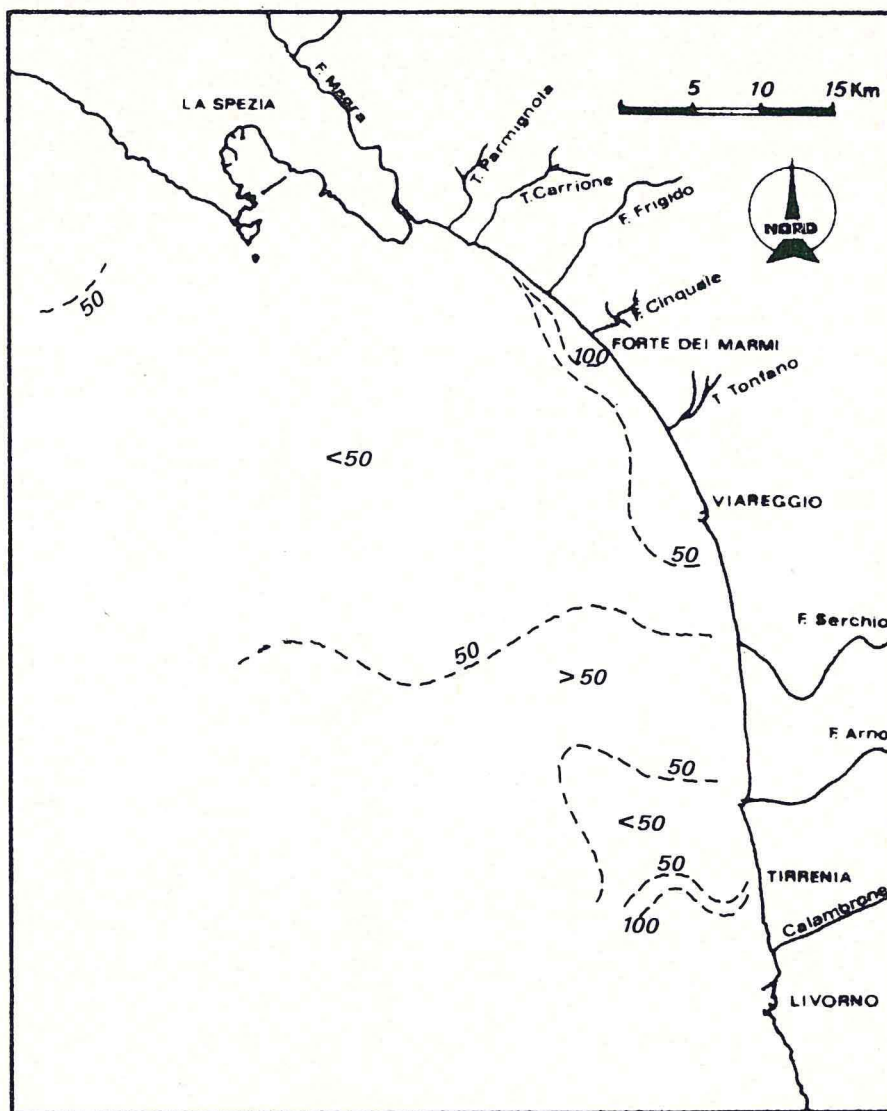 F. Magra
LA SPEZIA
5 10 15 Km
T. Parmignola
T. Carrione
F. Frigido
NORD
50
F. Cinquale
100
FORTE DEI MARMI
T. Tonfano
<50
VIAREGGIO
50
F. Serchio
50
>50
F. Arno
50
<50
50
TIRRENIA
100
Calambrone
LIVORNO